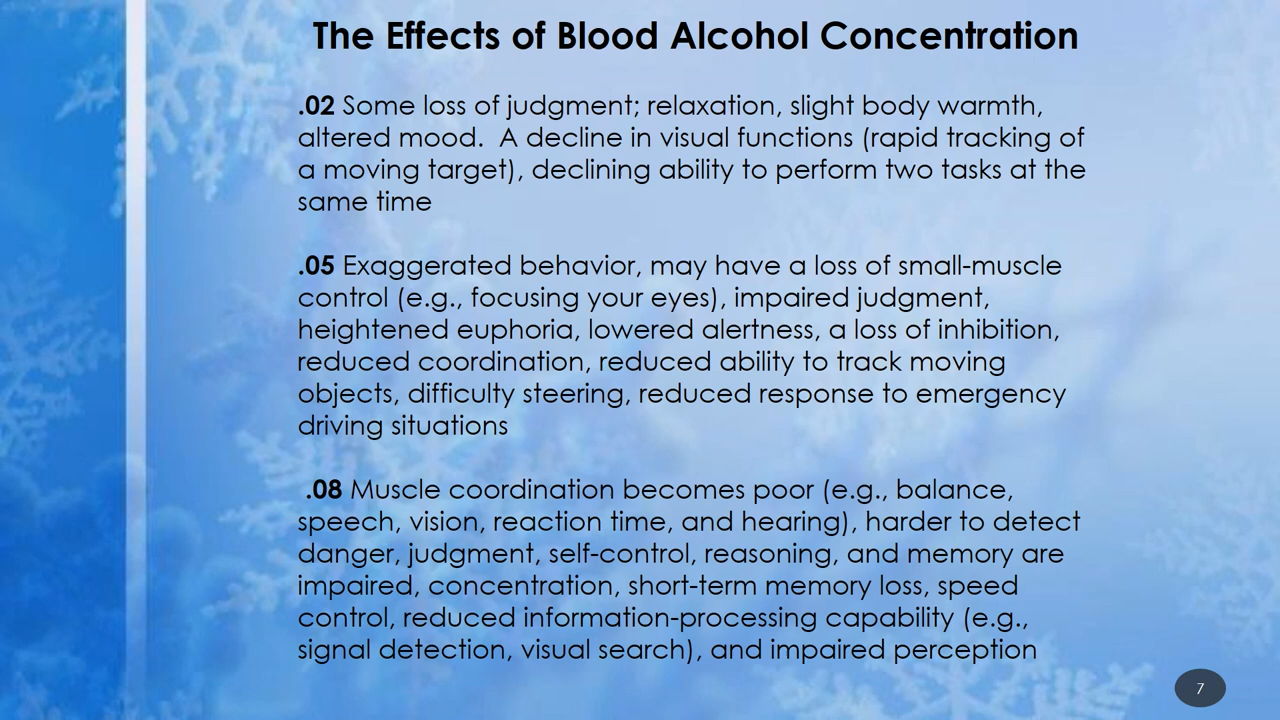 The Effects of Blood Alcohol Concentration
.02 Some loss of judgment; relaxation, slight body warmth,
altered mood.  A decline in visual functions (rapid tracking of
a moving target), declining ability to perform two tasks at the
same time
.05 Exaggerated behavior, may have a loss of small-muscle
control (e.g., focusing your eyes), impaired judgment,
heightened euphoria, lowered alertness, a loss of inhibition,
reduced coordination, reduced ability to track moving
objects, difficulty steering, reduced response to emergency
driving situations
.08 Muscle coordination becomes poor (e.g., balance,
speech, vision, reaction time, and hearing), harder to detect
danger, judgment, self-control, reasoning, and memory are
impaired, concentration, short-term memory loss, speed
control, reduced information-processing capability (e.g.,
signal detection, visual search), and impaired perception
7